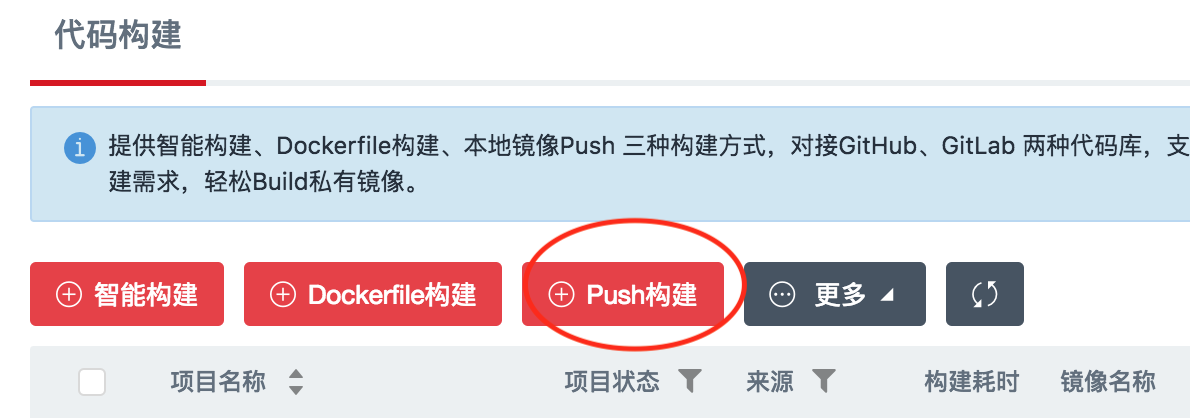 代码构建
提供智能构建、Dockerfile构建、本地镜像Push 三种构建方式，对接GitHub、GitLab 两种代码库，支
建需求，轻松Build私有镜像。
智能构建 Dockerfile构建 Push构建 更多
项目名称 项目状态 来源 构建耗时 镜像名称